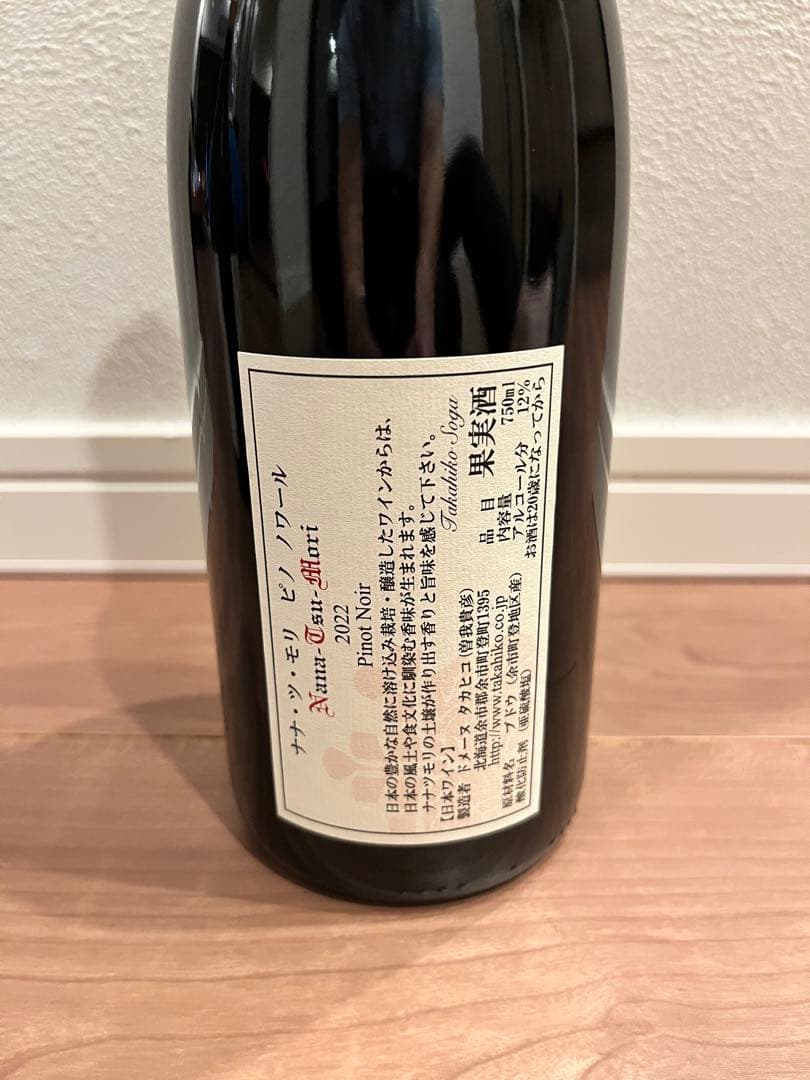 ナナ・ツ・モリ ピノ ノワール
Nana-Tsu-Mori
2022
Pinot Noir
日本の豊かな自然に溶け込み栽培・醸造したワインからは、
日本の風土や食文化に馴染む香味が生まれます。
ナナツモリの土壌が作り出す香りと旨味を感じて下さい。
Takahiko Soga
【日本ワイン】
製造者 ドメーヌ タカヒコ(曽我貴彦)
北海道余市郡余市町登町1395
http://www.takahiko.co.jp
原材料名 ブドウ(余市町登地区産)
酸化防止剤(亜硫酸塩)
品目 果実酒
内容量 750ml
アルコール分 12%
お酒は20歳になってから